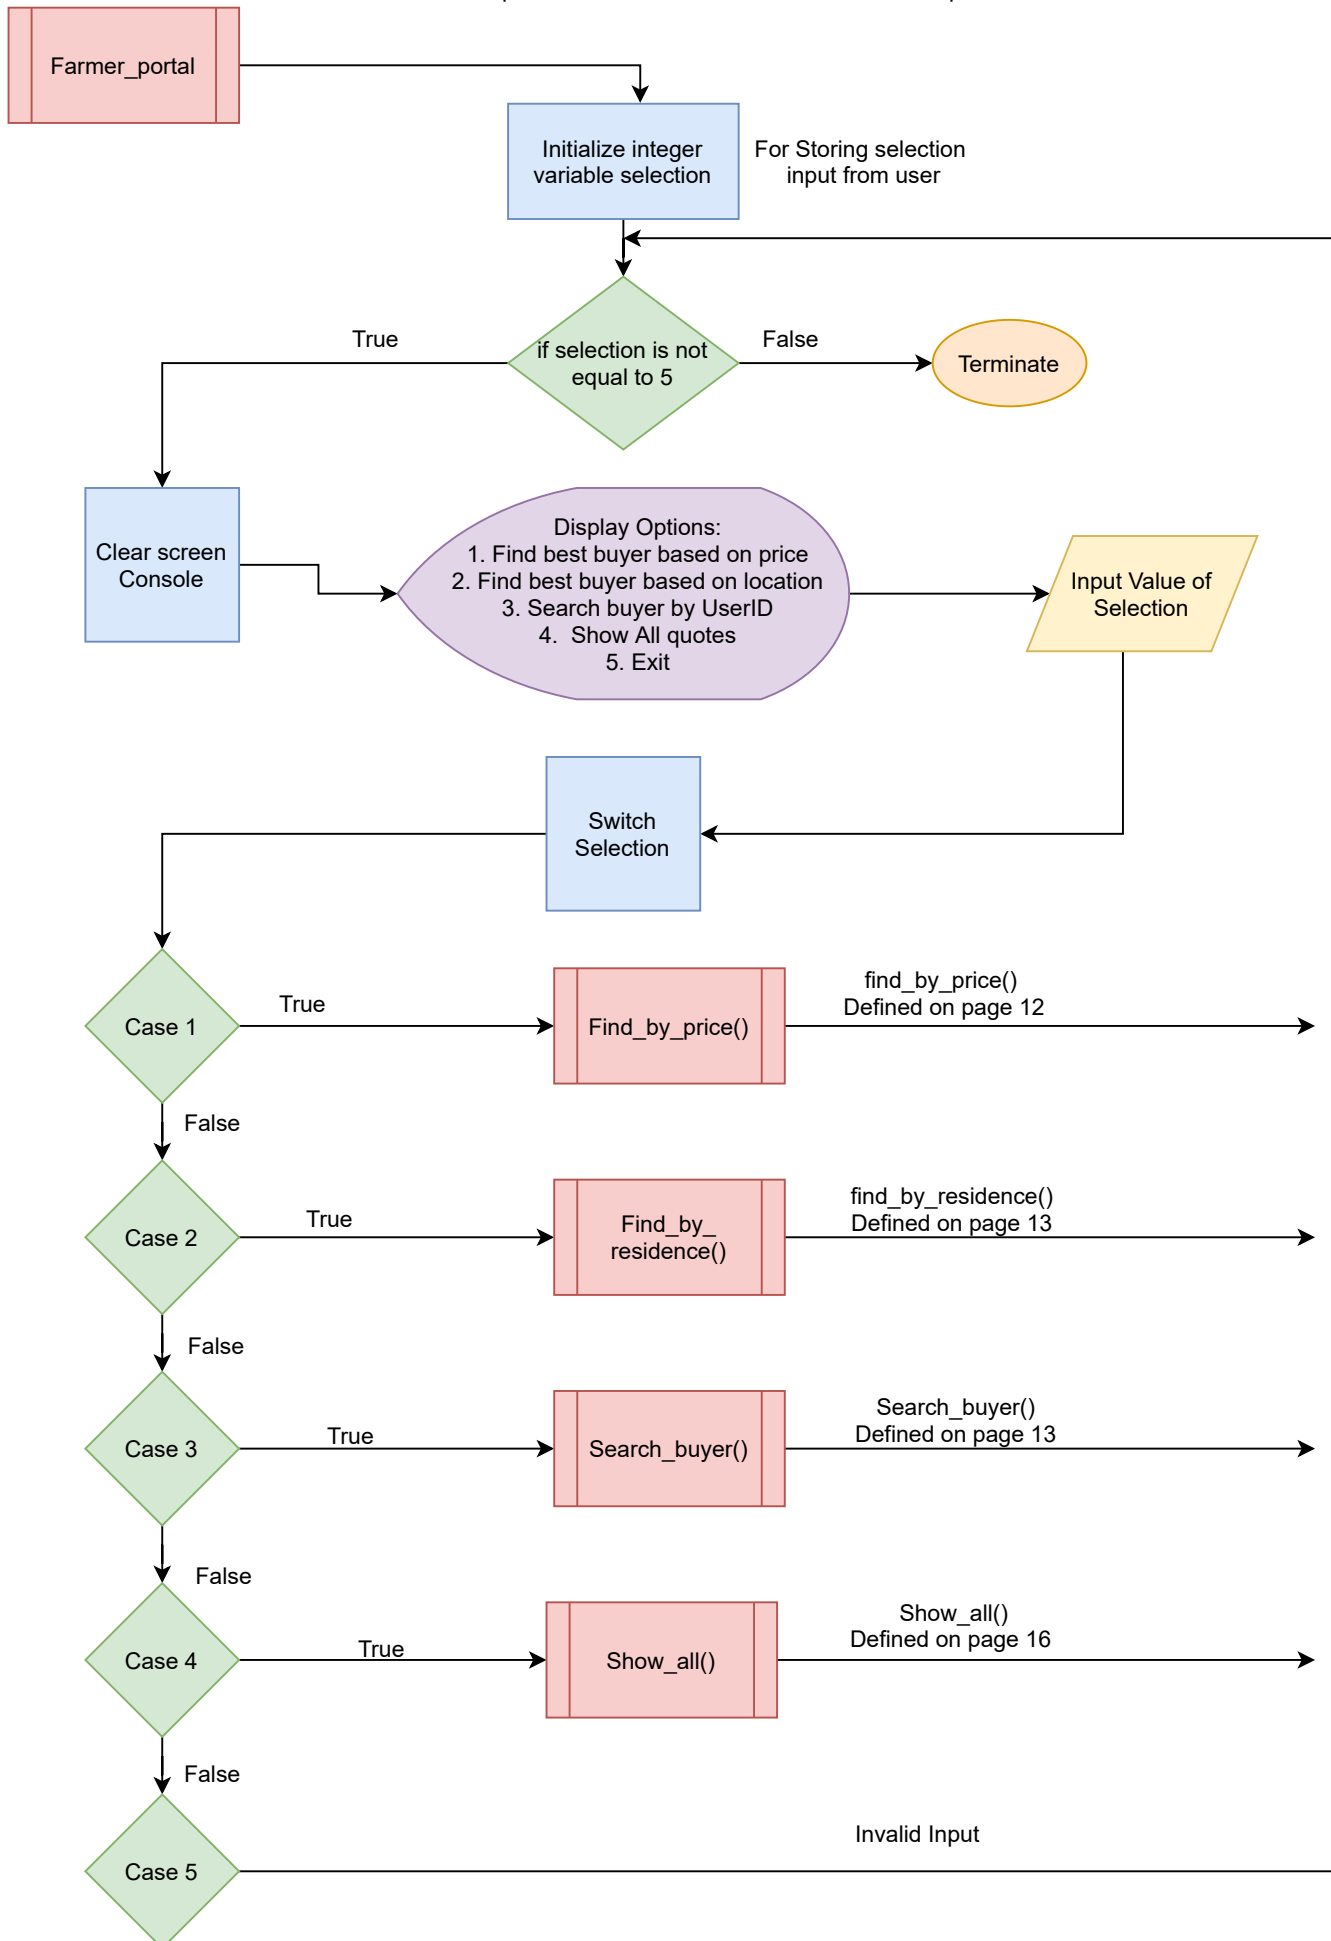 Farmer_portal
Initialize integer
variable selection
For Storing selection
input from user
True
if selection is not
equal to 5
False
Terminate
Clear screen
Console
Display Options:
1. Find best buyer based on price
2. Find best buyer based on location
3. Search buyer by UserID
4. Show All quotes
5. Exit
Input Value of
Selection
Switch
Selection
Case 1
True
Find_by_price()
find_by_price()
Defined on page 12
False
Case 2
True
Find_by_
residence()
find_by_residence()
Defined on page 13
False
Case 3
True
Search_buyer()
Search_buyer()
Defined on page 13
False
Case 4
True
Show_all()
Show_all()
Defined on page 16
False
Case 5
Invalid Input